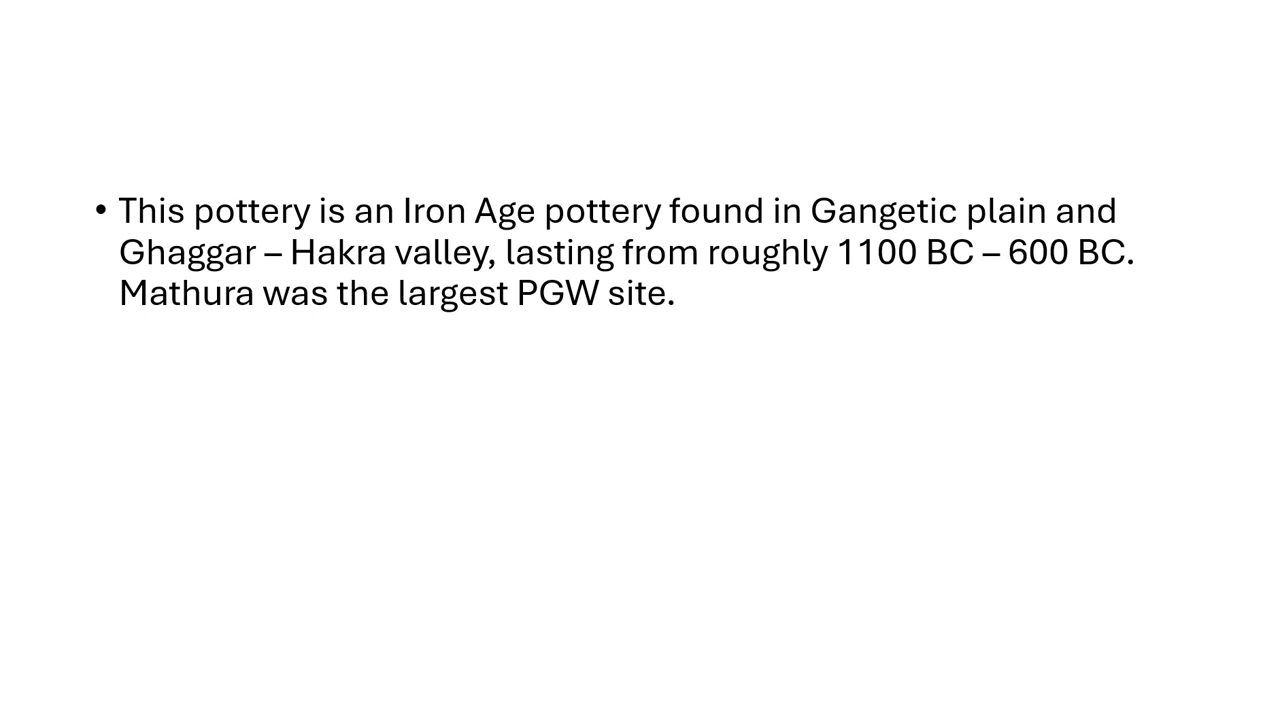 • This pottery is an Iron Age pottery found in Gangetic plain and
Ghaggar – Hakra valley, lasting from roughly 1100 BC – 600 BC.
Mathura was the largest PGW site.